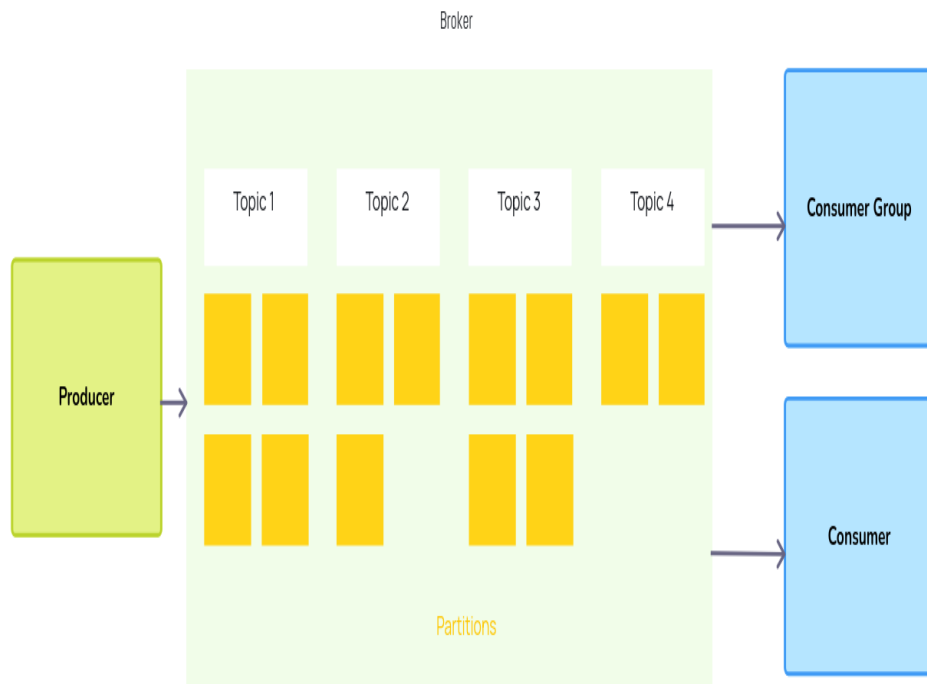 Broker
Topic 1
Topic 2
Topic 3
Topic 4
Consumer Group
Producer
Consumer
Partitions